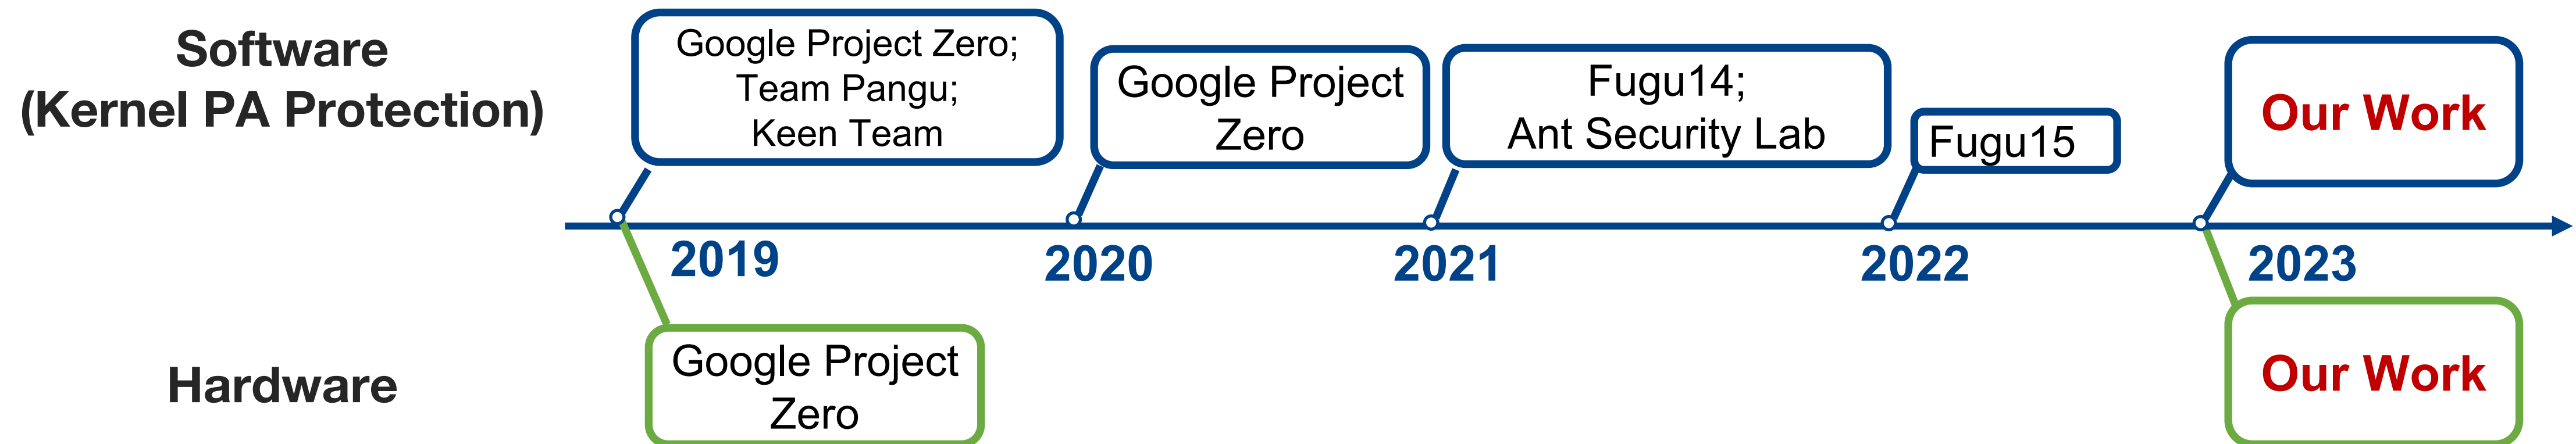 Software
(Kernel PA Protection)
Google Project Zero;
Team Pangu;
Keen Team
Google Project
Zero
Fugu14;
Ant Security Lab
Fugu15
Our Work
2019
2020
2021
2022
2023
Hardware
Google Project
Zero
Our Work